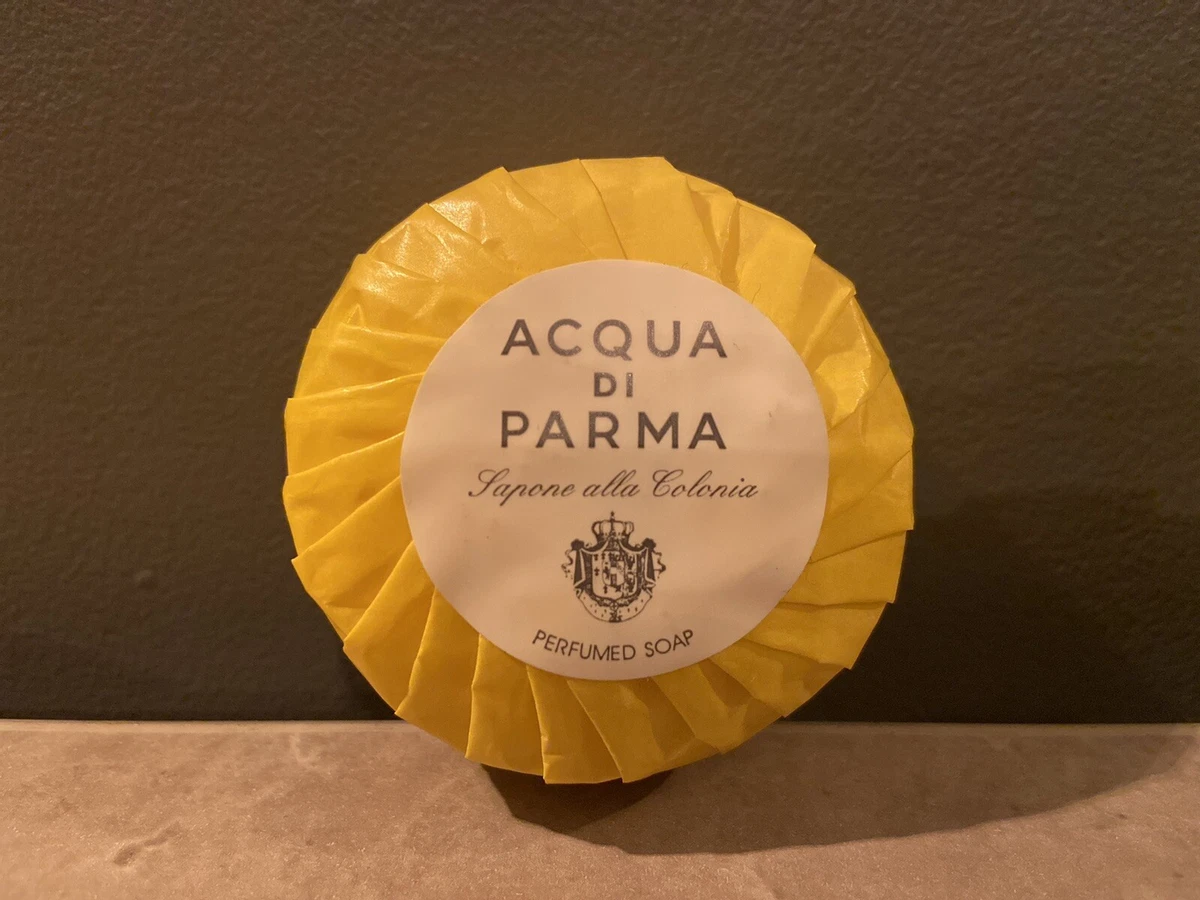 ACQUA
DI
PARMA
Sapone alla Colonia
PERFUMED SOAP